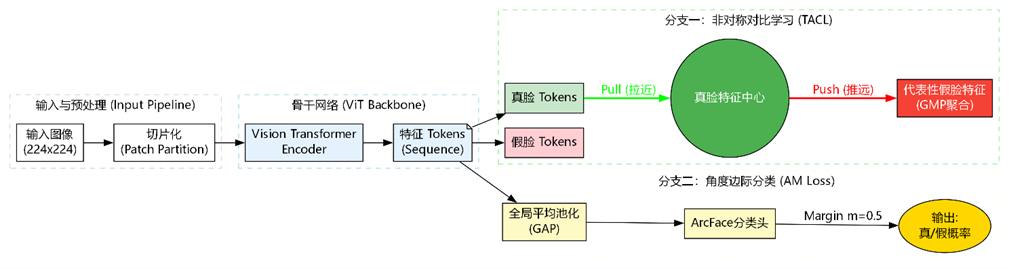 分支一：非对称对比学习 (TACL)
真脸 Tokens
Pull (拉近)
真脸特征中心
Push (推远)
代表性假脸特征
(GMP聚合)
假脸 Tokens
输入与预处理 (Input Pipeline)
输入图像
(224x224)
切片化
(Patch Partition)
骨干网络 (ViT Backbone)
Vision Transformer
Encoder
特征 Tokens
(Sequence)
分支二：角度边际分类 (AM Loss)
全局平均池化
(GAP)
ArcFace分类头
Margin m=0.5
输出:
真/假概率